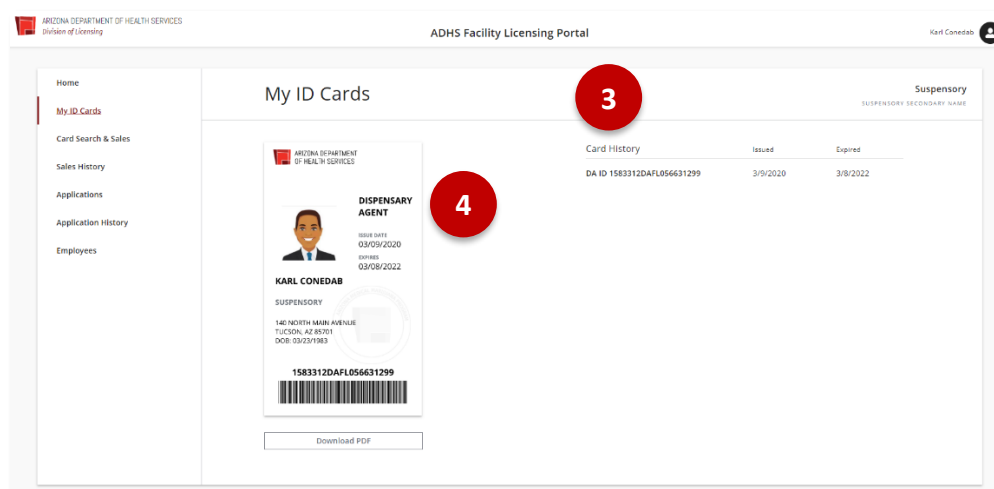 ARIZONA DEPARTMENT OF HEALTH SERVICES
Division of Licensing
ADHS Facility Licensing Portal
Karl Conedab
Home
My ID Cards
Card Search & Sales
Sales History
Applications
Application History
Employees
My ID Cards
3
Suspensory
SUSPENSORY SECONDARY NAME
ARIZONA DEPARTMENT
OF HEALTH SERVICES
DISPENSARY
AGENT
ISSUE DATE
03/09/2020
EXPIRES
03/08/2022
KARL CONEDAB
SUSPENSORY
140 NORTH MAIN AVENUE
TUCSON, AZ 85701
DOB: 03/23/1983
1583312DAFL056631299
Download PDF
4
Card History Issued Expired
DA ID 1583312DAFL056631299 3/9/2020 3/8/2022